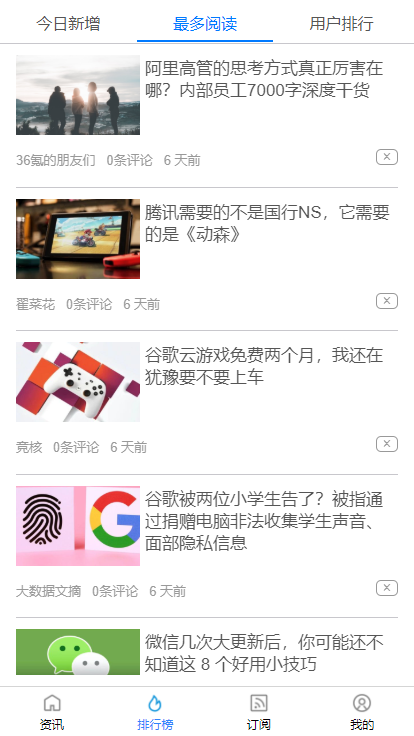 今日新增 最多阅读 用户排行
阿里高管的思考方式真正厉害在
哪？内部员工7000字深度干货
36氪的朋友们 0条评论 6 天前
腾讯需要的不是国行NS，它需要
的是《动森》
翟菜花 0条评论 6 天前
谷歌云游戏免费两个月，我还在
犹豫要不要上车
竞核 0条评论 6 天前
谷歌被两位小学生告了？被指通
过捐赠电脑非法收集学生声音、
面部隐私信息
大数据文摘 0条评论 6 天前
微信几次大更新后，你可能还不
知道这 8 个好用小技巧
资讯 排行榜 订阅 我的